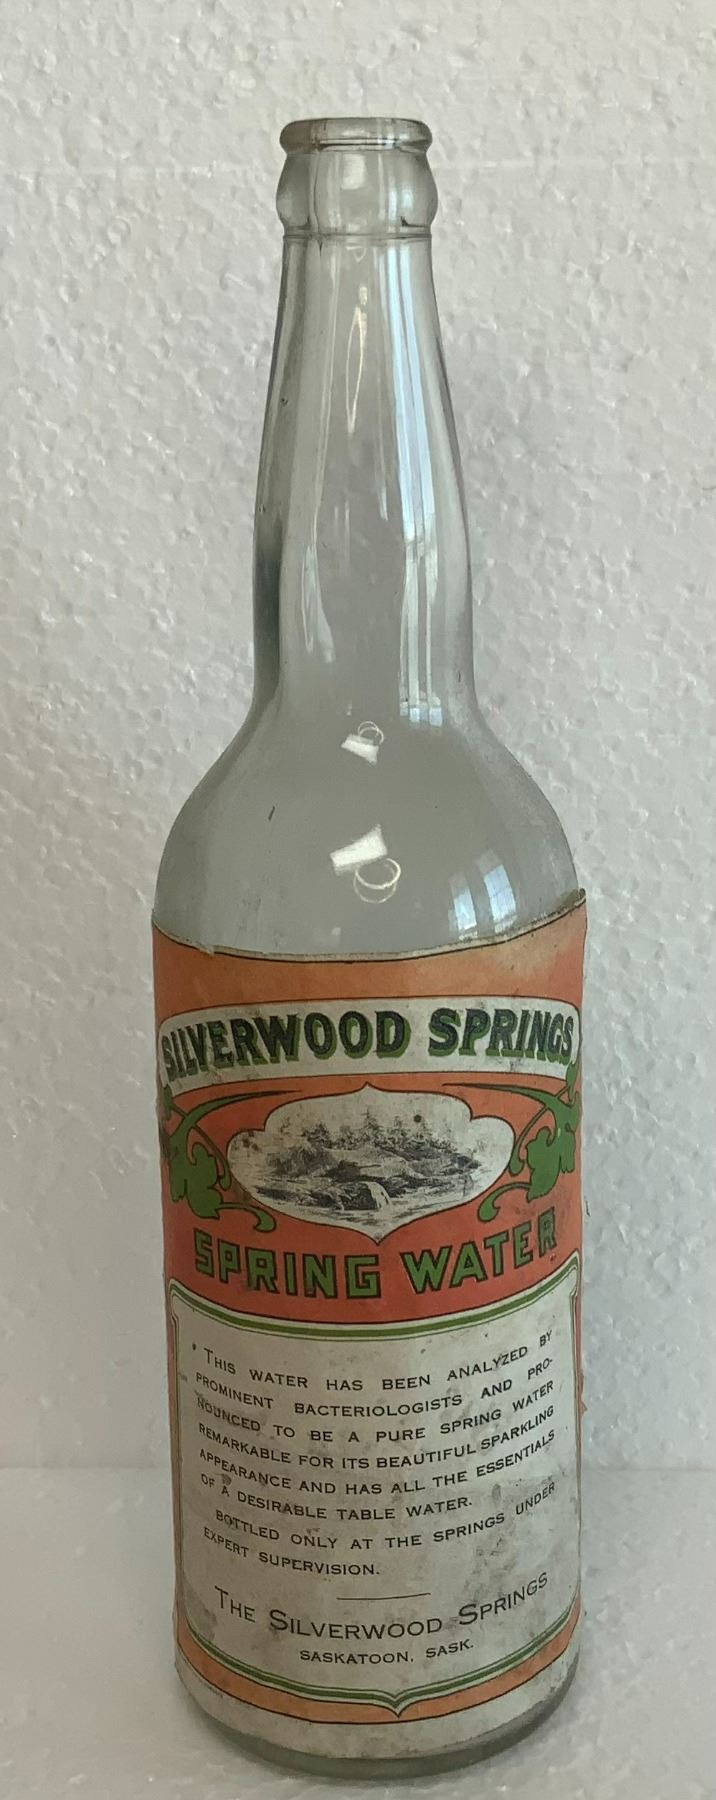 SILVERWOOD SPRINGS
SPRING WATER
THIS WATER HAS BEEN ANALYZED BY
PROMINENT BACTERIOLOGISTS AND PRO-
NOUNCED TO BE A PURE SPRING WATER
REMARKABLE FOR ITS BEAUTIFUL SPARKLING
APPEARANCE AND HAS ALL THE ESSENTIALS
OF A DESIRABLE TABLE WATER.
BOTTLED ONLY AT THE SPRINGS UNDER
EXPERT SUPERVISION.
THE SILVERWOOD SPRINGS
SASKATOON, SASK.